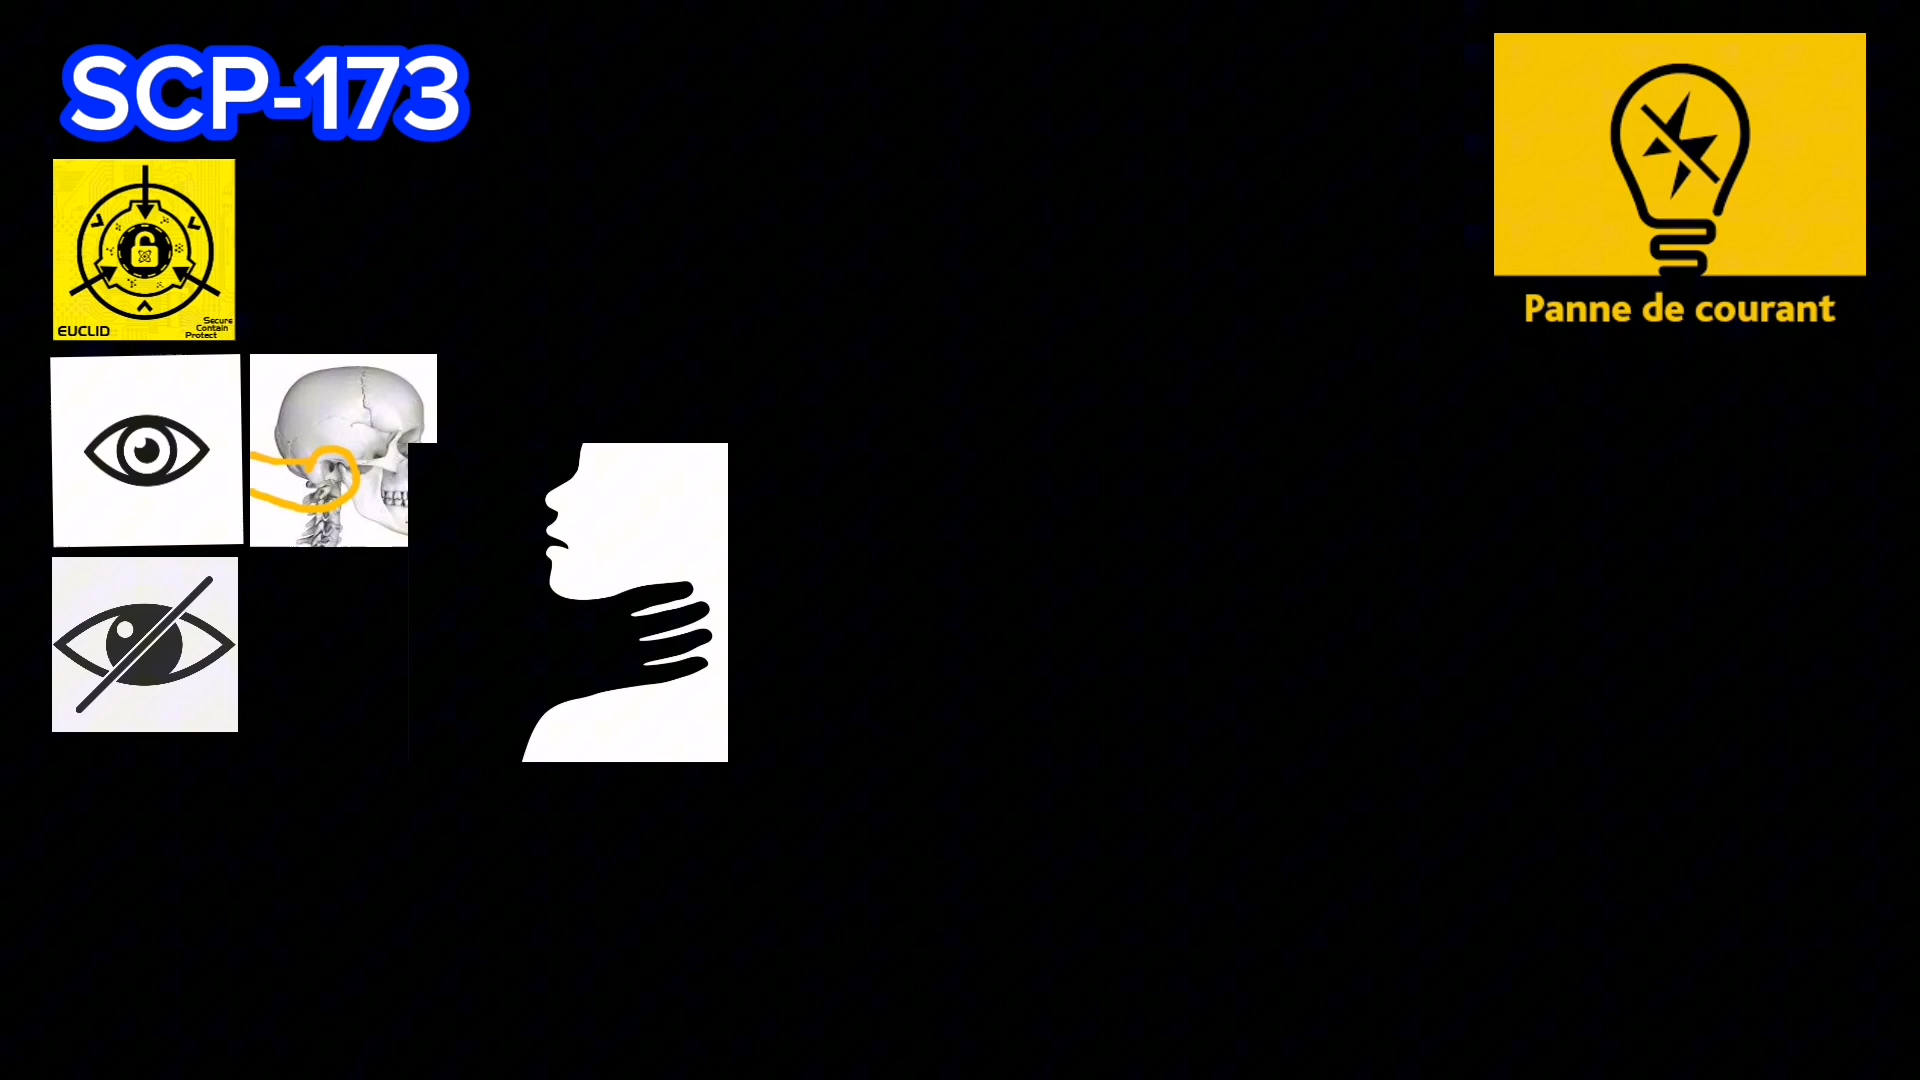 SCP-173
EUCLID
Secure
Contain
Protect
Panne de courant